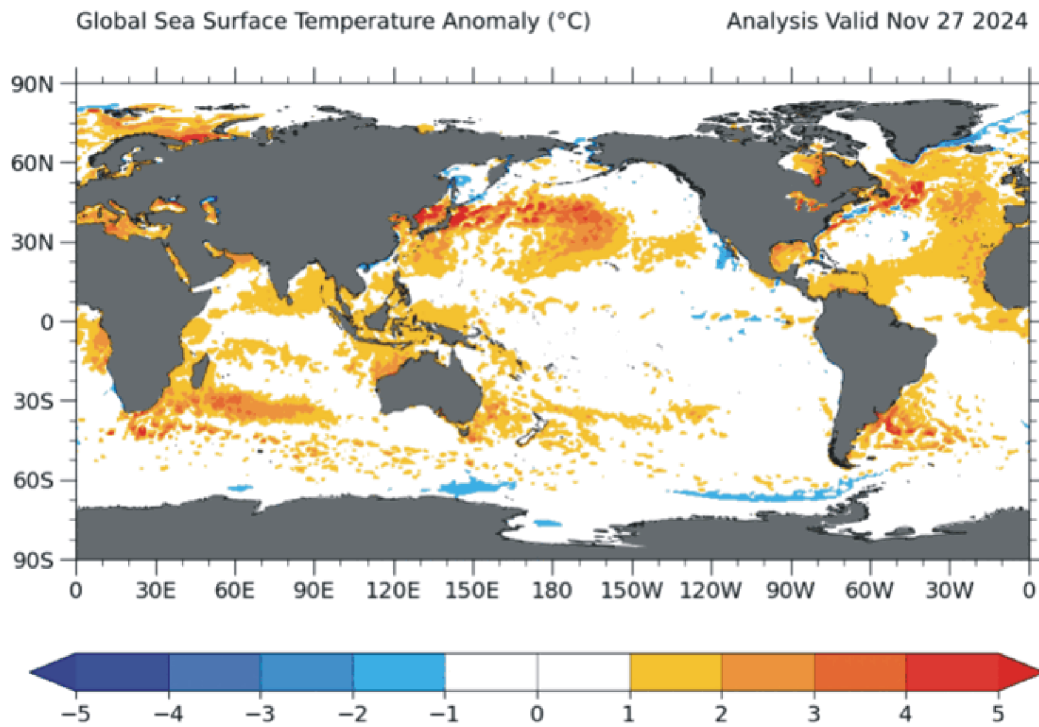 Global Sea Surface Temperature Anomaly (°C) Analysis Valid Nov 27 2024
90N
60N
30N
0
30S
60S
90S
0 30E 60E 90E 120E 150E 180 150W 120W 90W 60W 30W 0
−5 −4 −3 −2 −1 0 1 2 3 4 5